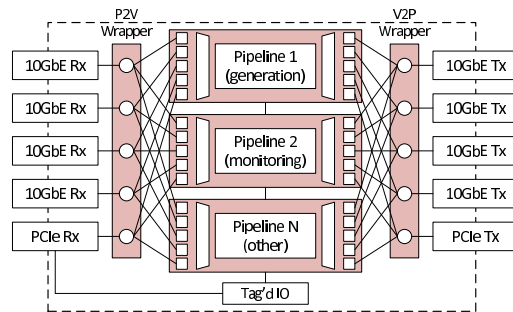 P2V
Wrapper
V2P
Wrapper
10GbE Rx
10GbE Rx
10GbE Rx
10GbE Rx
PCIe Rx
Pipeline 1
(generation)
Pipeline 2
(monitoring)
Pipeline N
(other)
Tag'd IO
10GbE Tx
10GbE Tx
10GbE Tx
10GbE Tx
PCIe Tx